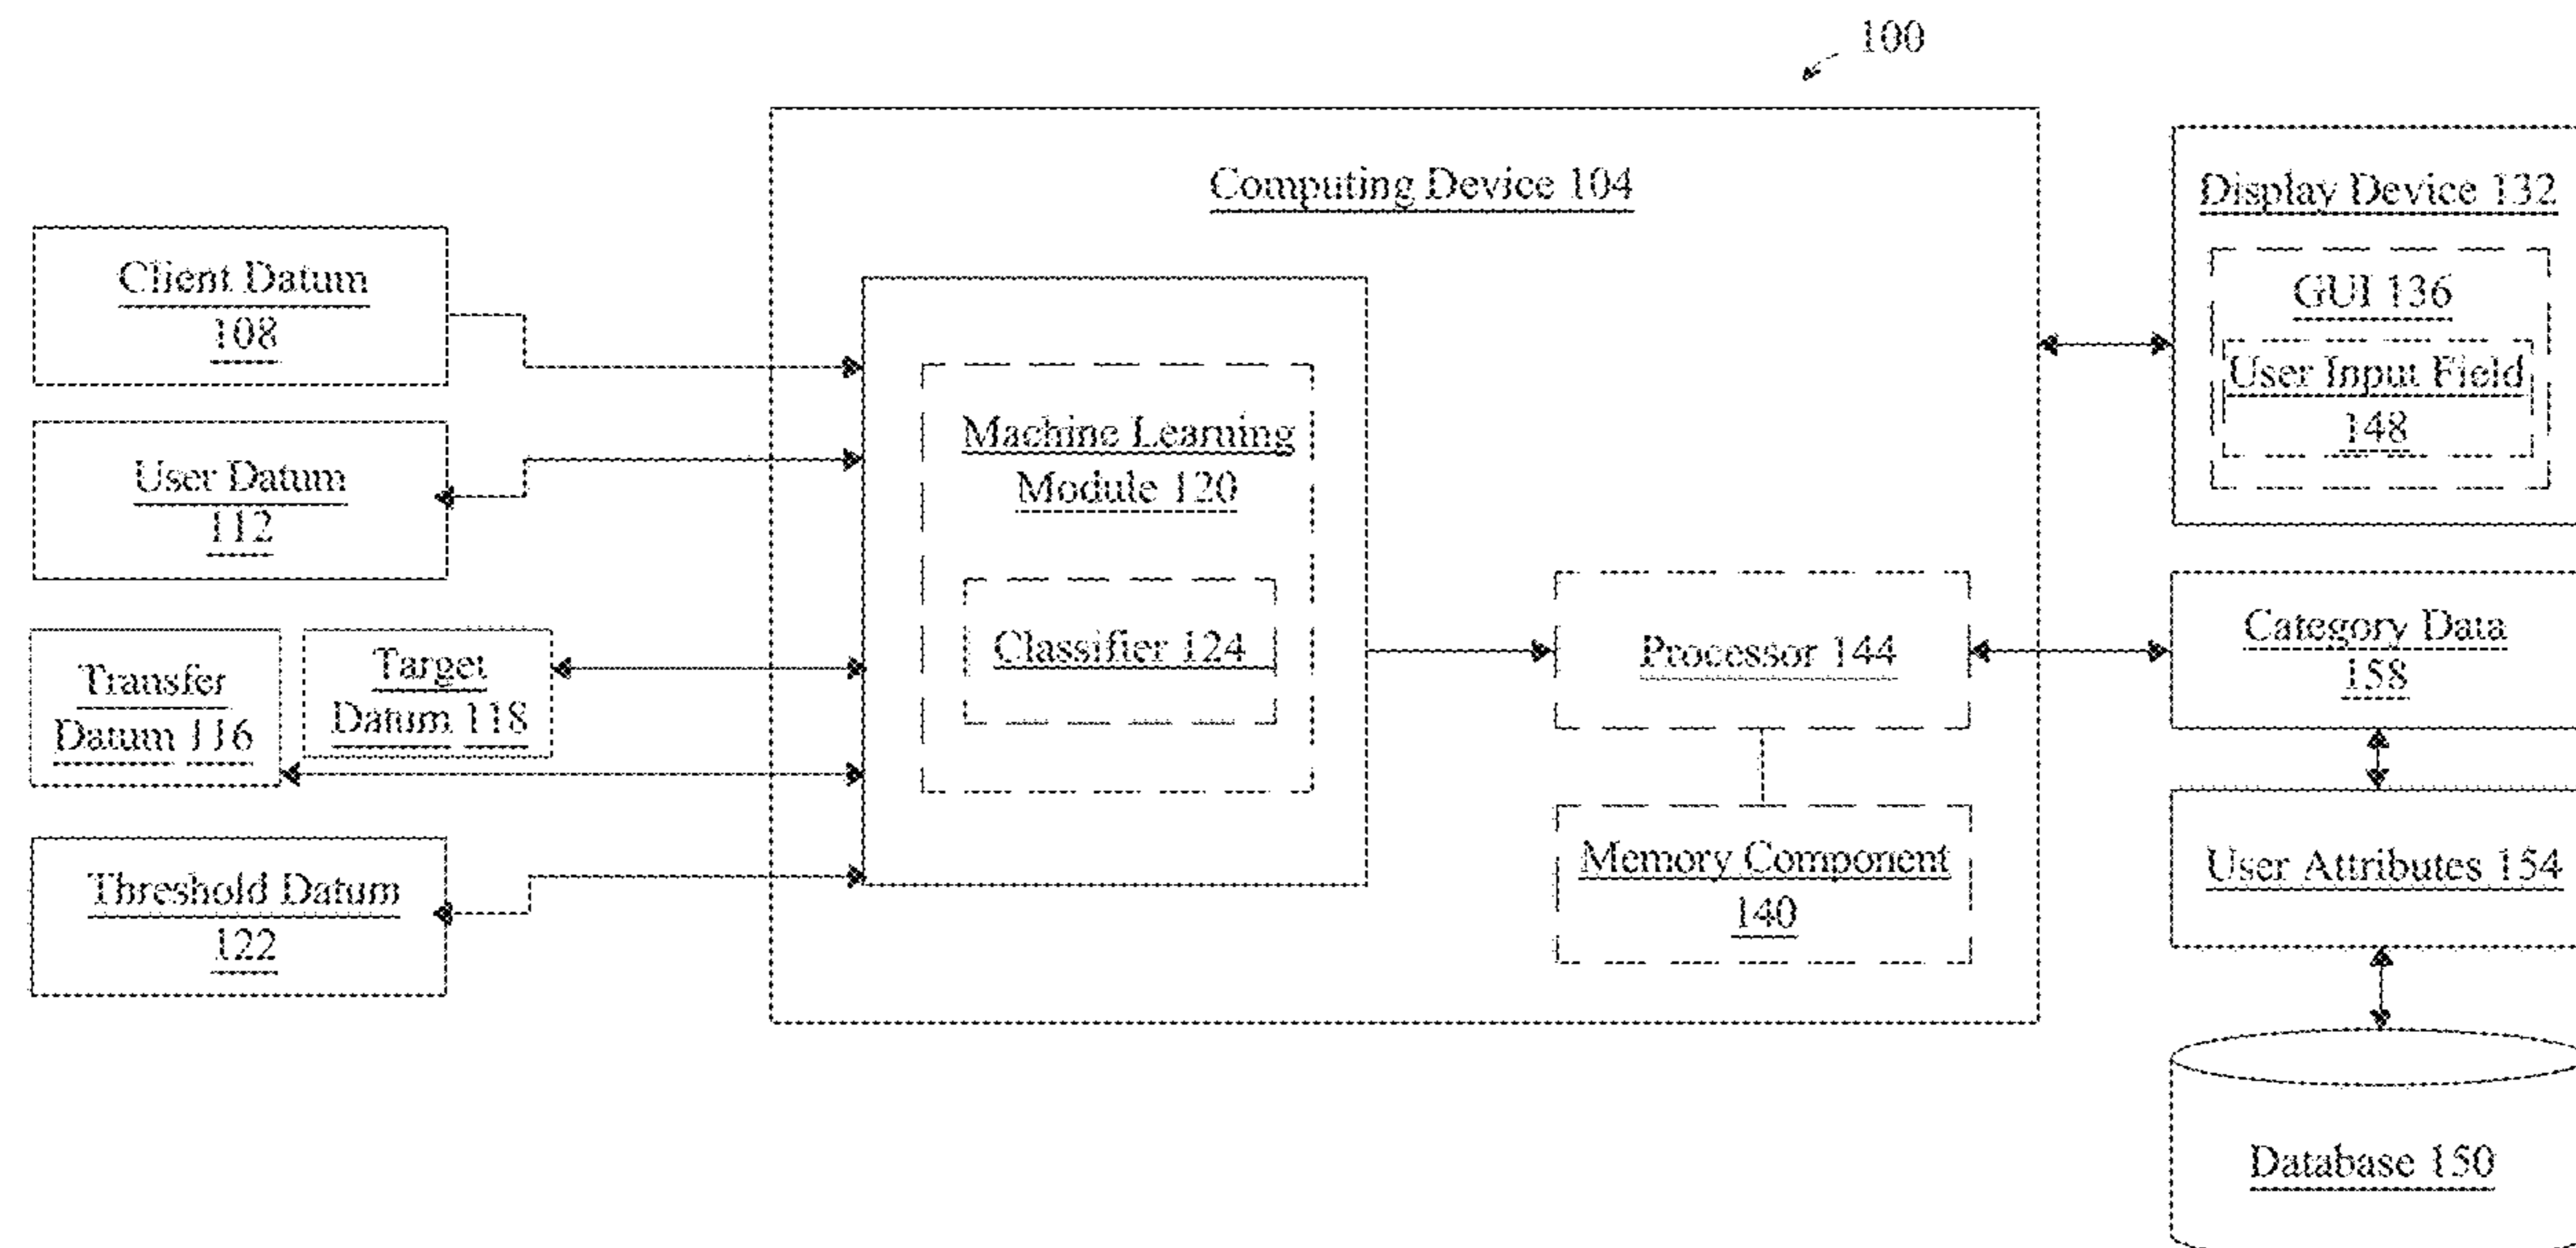 100
Computing Device 104
Client Datum
108
User Datum
112
Transfer
Datum 116
Target
Datum 118
Threshold Datum
122
Machine Learning
Module 120
Classifier 124
Processor 144
Memory Component
140
Display Device 132
GUI 136
User Input Field
148
Category Data
158
User Attributes 154
Database 150